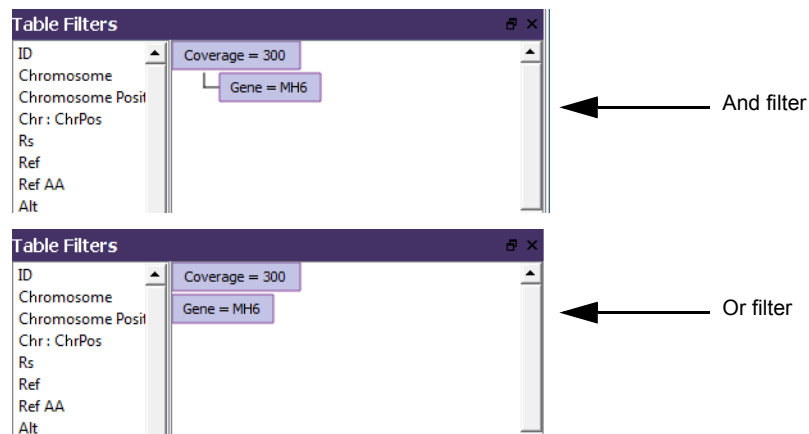 Table Filters
ID
Chromosome
Chromosome Posit
Chr : ChrPos
Rs
Ref
Ref AA
Alt
Coverage = 300
Gene = MH6
And filter
Table Filters
ID
Chromosome
Chromosome Posit
Chr : ChrPos
Rs
Ref
Ref AA
Alt
Coverage = 300
Gene = MH6
Or filter